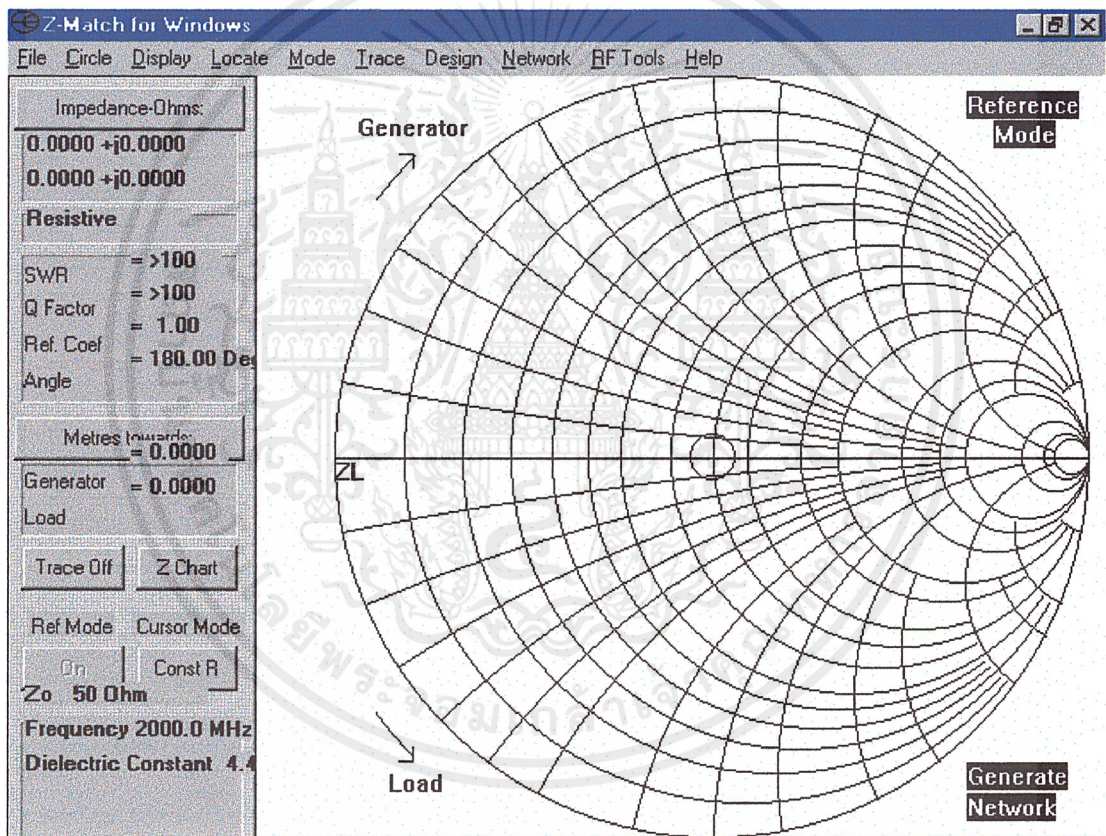 Z-Match for Windows
File Circle Display Locate Mode Trace Design Network RF Tools Help
Impedance-Ohms:
0.0000 +j0.0000
0.0000 +j0.0000
Resistive
SWR = >100
Q Factor = >100
Ref. Coef = 1.00
Angle = 180.00 Deg
Metres towards:
Generator = 0.0000
Load = 0.0000
Trace Off Z Chart
Ref Mode Cursor Mode
On Const R
Zo 50 Ohm
Frequency 2000.0 MHz
Dielectric Constant 4.4
Generator
Reference
Mode
ZL
Load
Generate
Network